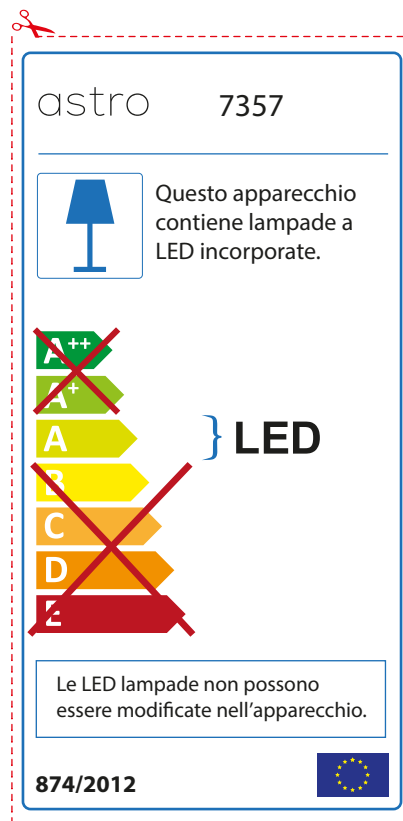 astro 7357
Questo apparecchio
contiene lampade a
LED incorporate.
A++
A+
A
B
C
D
E
} LED
Le LED lampade non possono
essere modificate nell'apparecchio.
874/2012